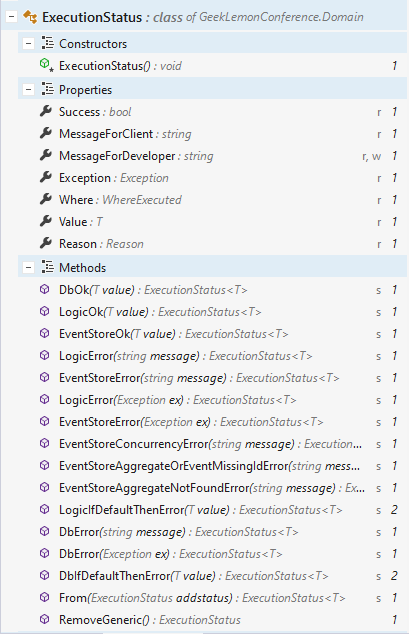 ExecutionStatus : class of GeekLemonConference.Domain
Constructors
ExecutionStatus() : void 1
Properties
Success : bool r 1
MessageForClient : string r 1
MessageForDeveloper : string r, w 1
Exception : Exception r 1
Where : WhereExecuted r 1
Value : T r 1
Reason : Reason r 1
Methods
DbOk(T value) : ExecutionStatus<T> s 1
LogicOk(T value) : ExecutionStatus<T> s 1
EventStoreOk(T value) : ExecutionStatus<T> s 1
LogicError(string message) : ExecutionStatus<T> s 1
EventStoreError(string message) : ExecutionStatus<T> s 1
LogicError(Exception ex) : ExecutionStatus<T> s 1
EventStoreError(Exception ex) : ExecutionStatus<T> s 1
EventStoreConcurrencyError(string message) : Execution... s 1
EventStoreAggregateOrEventMissingIdError(string mess... s 1
EventStoreAggregateNotFoundError(string message) : Ex... s 1
LogicIfDefaultThenError(T value) : ExecutionStatus<T> s 2
DbError(string message) : ExecutionStatus<T> s 1
DbError(Exception ex) : ExecutionStatus<T> s 1
DbIfDefaultThenError(T value) : ExecutionStatus<T> s 2
From(ExecutionStatus addstatus) : ExecutionStatus<T> s 1
RemoveGeneric() : ExecutionStatus 1